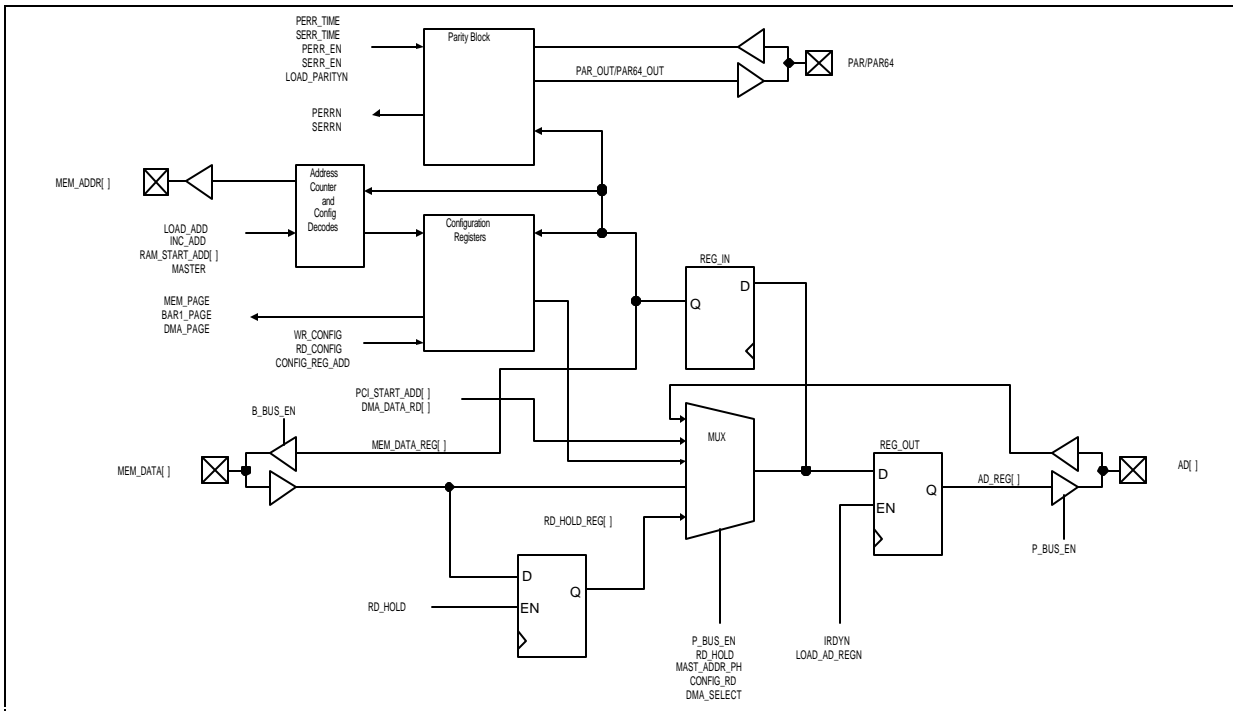 PERR_TIME
SERR_TIME
PERR_EN
SERR_EN
LOAD_PARITYN
Parity Block
PAR_OUT/PAR64_OUT
PAR/PAR64
PERRN
SERRN
MEM_ADDR[ ]
Address
Counter
and
Config
Decodes
LOAD_ADD
INC_ADD
RAM_START_ADD[ ]
MASTER
Configuration
Registers
REG_IN
D
Q
MEM_PAGE
BAR1_PAGE
DMA_PAGE
WR_CONFIG
RD_CONFIG
CONFIG_REG_ADD
PCI_START_ADD[ ]
DMA_DATA_RD[ ]
B_BUS_EN
MEM_DATA_REG[ ]
MEM_DATA[ ]
MUX
REG_OUT
D
Q
EN
AD_REG[ ]
AD[ ]
P_BUS_EN
RD_HOLD_REG[ ]
D
Q
EN
RD_HOLD
P_BUS_EN
RD_HOLD
MAST_ADDR_PH
CONFIG_RD
DMA_SELECT
IRDYN
LOAD_AD_REGN